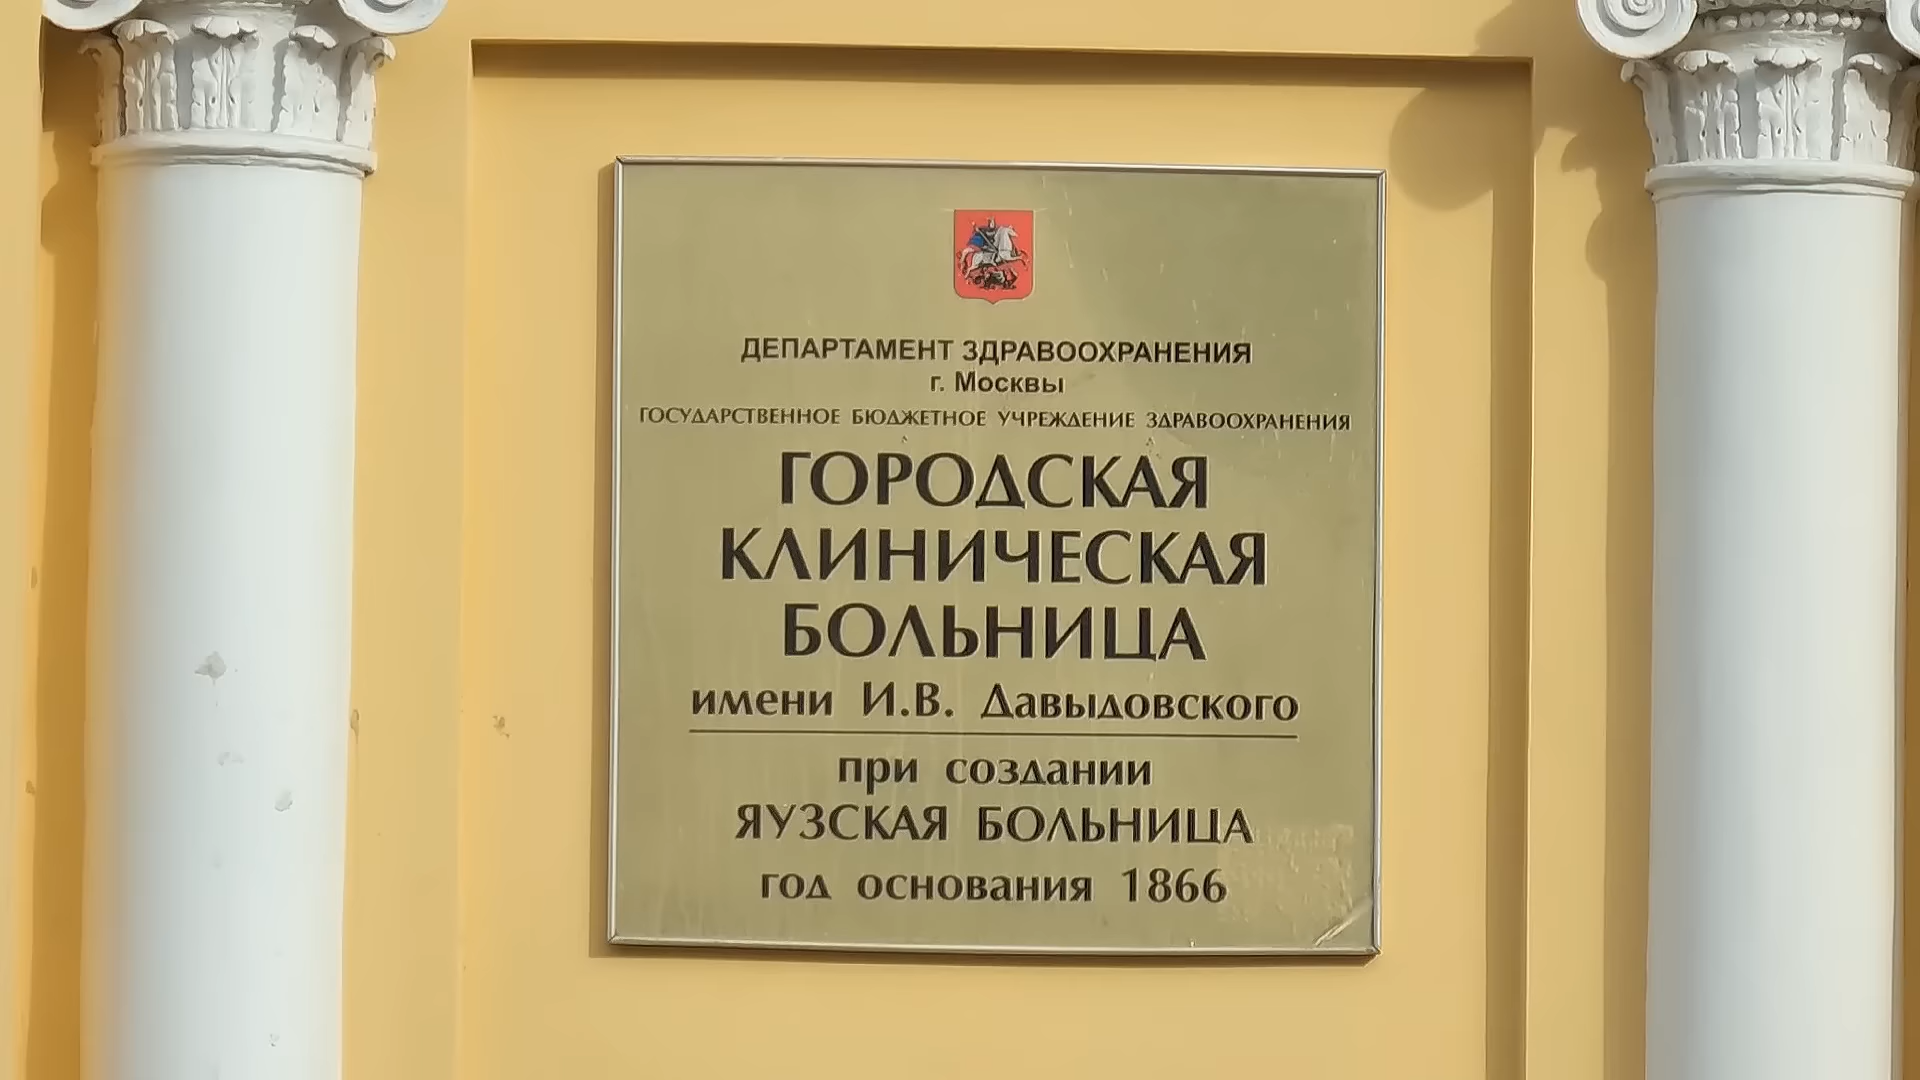 ДЕПАРТАМЕНТ ЗДРАВООХРАНЕНИЯ
г. Москвы
ГОСУДАРСТВЕННОЕ БЮДЖЕТНОЕ УЧРЕЖДЕНИЕ ЗДРАВООХРАНЕНИЯ
ГОРОДСКАЯ
КЛИНИЧЕСКАЯ
БОЛЬНИЦА
имени И.В. Давыдовского
при создании
ЯУЗСКАЯ БОЛЬНИЦА
год основания 1866